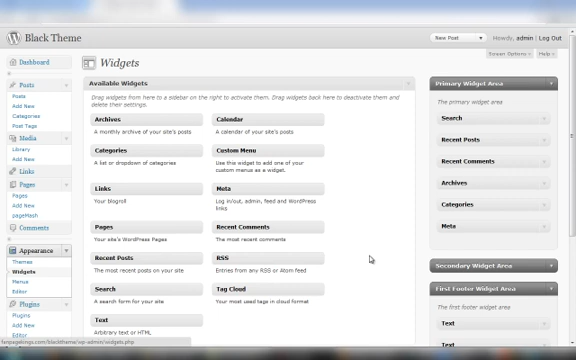 Black Theme
New Post
Howdy, admin | Log Out
Screen Options
Help
Dashboard
Posts
Posts
Add New
Categories
Post Tags
Media
Library
Add New
Links
Pages
Pages
Add New
pageMash
Comments
Appearance
Themes
Widgets
Menus
Editor
Plugins
Plugins
Add New
Editor
Widgets
Available Widgets
Drag widgets from here to a sidebar on the right to activate them. Drag widgets back here to deactivate them and
delete their settings.
Archives
A monthly archive of your site's posts
Calendar
A calendar of your site's posts
Categories
A list or dropdown of categories
Custom Menu
Use this widget to add one of your
custom menus as a widget.
Links
Your blogroll
Meta
Log in/out, admin, feed and WordPress
links
Pages
Your site's WordPress Pages
Recent Comments
The most recent comments
Recent Posts
The most recent posts on your site
RSS
Entries from any RSS or Atom feed
Search
A search form for your site
Tag Cloud
Your most used tags in cloud format
Text
Arbitrary text or HTML
Primary Widget Area
The primary widget area
Search
Recent Posts
Recent Comments
Archives
Categories
Meta
Secondary Widget Area
First Footer Widget Area
The first footer widget area
Text
Text
fanpagelongs.com/blacktheme/wp-admin/widgets.php